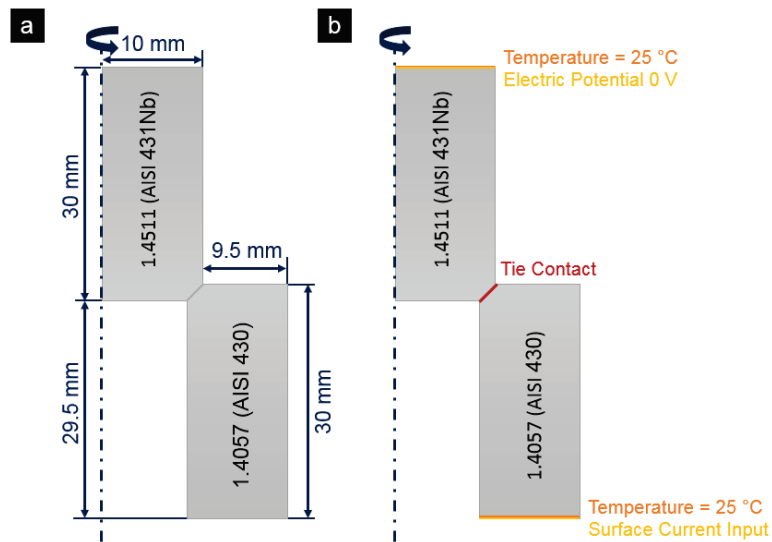 a
10 mm
30 mm
1.4511 (AISI 431Nb)
9.5 mm
29.5 mm
1.4057 (AISI 430)
30 mm
b
Temperature = 25 °C
Electric Potential 0 V
1.4511 (AISI 431Nb)
Tie Contact
1.4057 (AISI 430)
Temperature = 25 °C
Surface Current Input